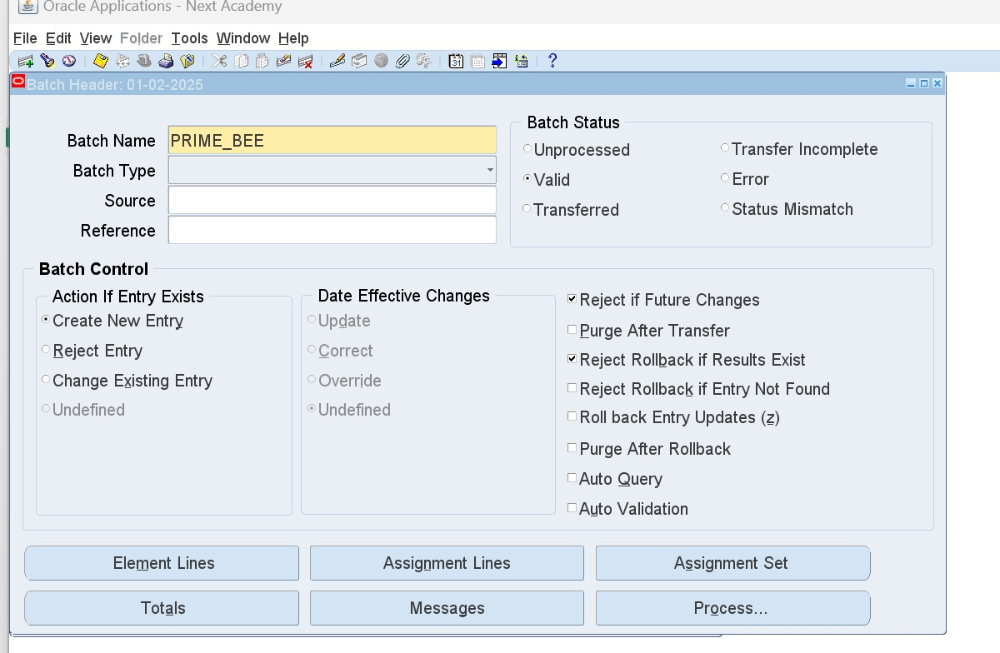 Oracle Applications - Next Academy
File Edit View Folder Tools Window Help
31
?
Batch Header: 01-02-2025
Batch Name PRIME_BEE
Batch Type
Source
Reference
Batch Status
Unprocessed Transfer Incomplete
Valid Error
Transferred Status Mismatch
Batch Control
Action If Entry Exists
Create New Entry
Reject Entry
Change Existing Entry
Undefined
Date Effective Changes
Update
Correct
Override
Undefined
Reject if Future Changes
Purge After Transfer
Reject Rollback if Results Exist
Reject Rollback if Entry Not Found
Roll back Entry Updates (z)
Purge After Rollback
Auto Query
Auto Validation
Element Lines Assignment Lines Assignment Set
Totals Messages Process...